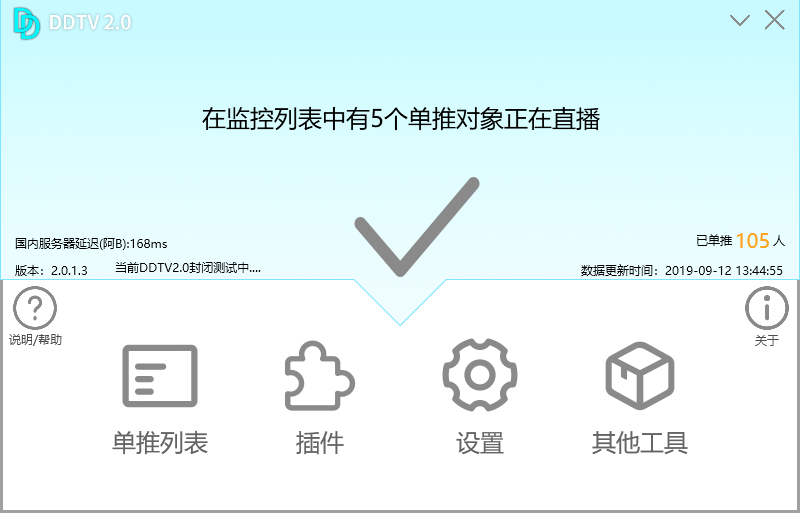 DDTV 2.0
在监控列表中有5个单推对象正在直播
国内服务器延迟(阿B):168ms
已单推 105 人
版本：2.0.1.3
当前DDTV2.0封闭测试中....
数据更新时间：2019-09-12 13:44:55
说明/帮助
关于
单推列表
插件
设置
其他工具